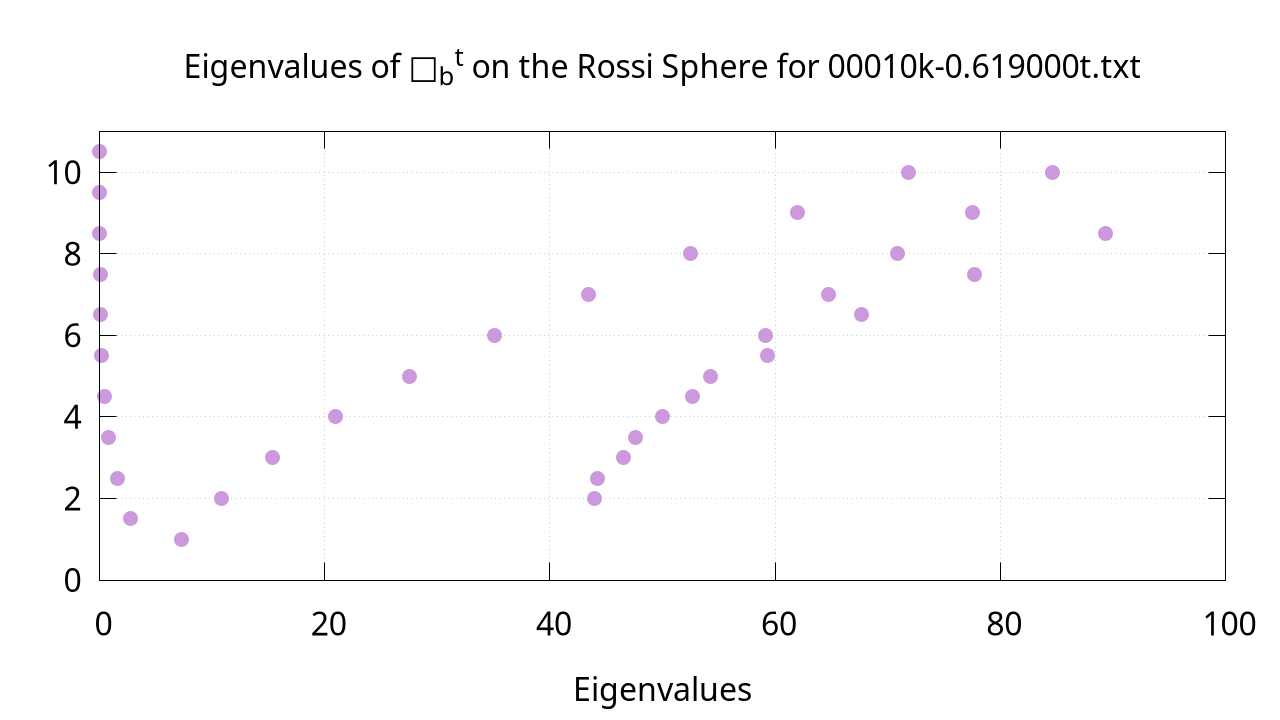 Eigenvalues of □bt on the Rossi Sphere for 00010k-0.619000t.txt
10
8
6
4
2
0
0 20 40 60 80 100
Eigenvalues